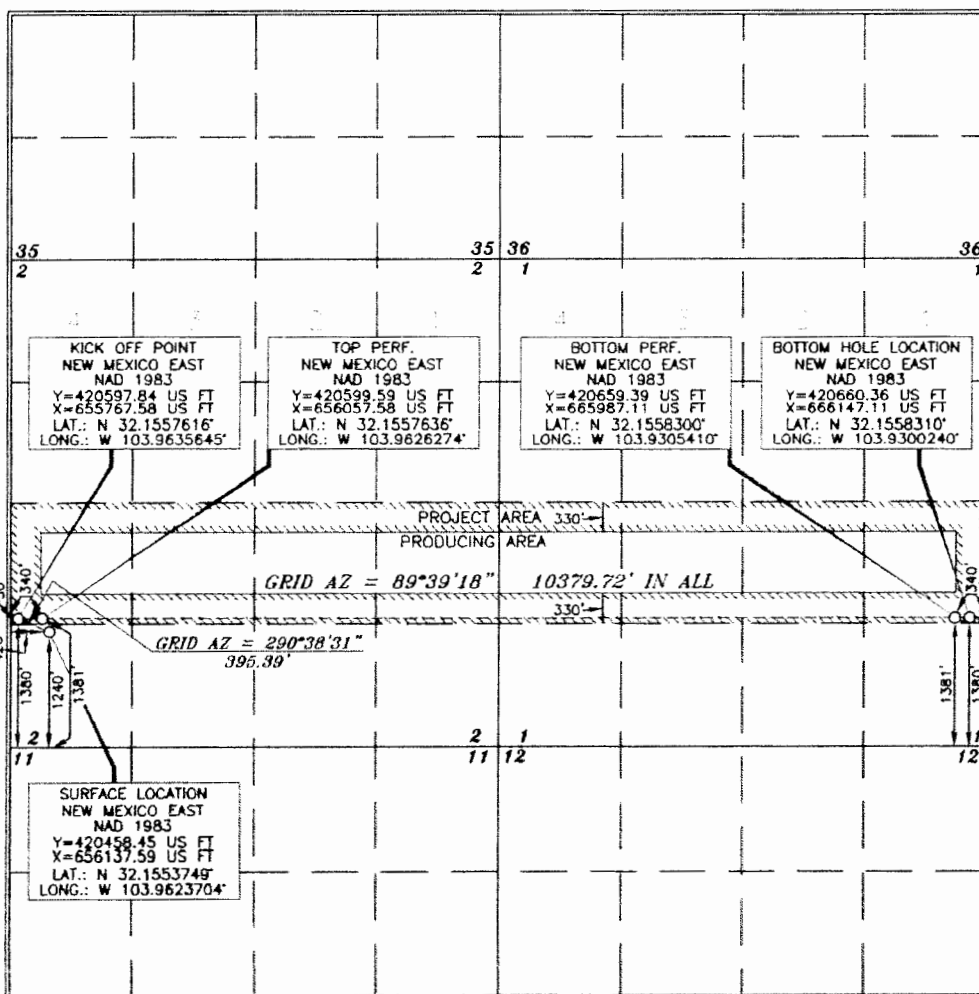 35
2
35 36
2 1
36
1
KICK OFF POINT
NEW MEXICO EAST
NAD 1983
Y=420597.84 US FT
X=655767.58 US FT
LAT.: N 32.1557616°
LONG.: W 103.9635645°
TOP PERF.
NEW MEXICO EAST
NAD 1983
Y=420599.59 US FT
X=656057.58 US FT
LAT.: N 32.1557636°
LONG.: W 103.9626274°
BOTTOM PERF.
NEW MEXICO EAST
NAD 1983
Y=420659.39 US FT
X=665987.11 US FT
LAT.: N 32.1558300°
LONG.: W 103.9305410°
BOTTOM HOLE LOCATION
NEW MEXICO EAST
NAD 1983
Y=420660.36 US FT
X=666147.11 US FT
LAT.: N 32.1558310°
LONG.: W 103.9300240°
PROJECT AREA 330'
PRODUCING AREA
GRID AZ = 89°39'18" 10379.72' IN ALL
330'
340'
340'
GRID AZ = 290°38'31"
395.39'
1380'
1240'
1381'
1381'
1380'
2
11
2 1
11 12
1
12
SURFACE LOCATION
NEW MEXICO EAST
NAD 1983
Y=420458.45 US FT
X=656137.59 US FT
LAT.: N 32.1553749°
LONG.: W 103.9623704°